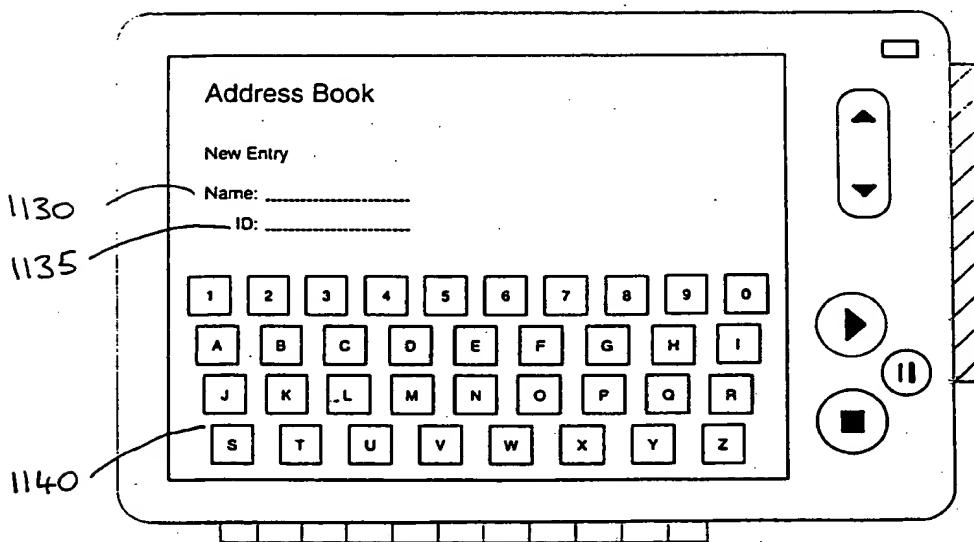 Address Book
New Entry
1130
Name:
ID:
1135
1 2 3 4 5 6 7 8 9 0
A B C D E F G H I
J K L M N O P Q R
S T U V W X Y Z
1140